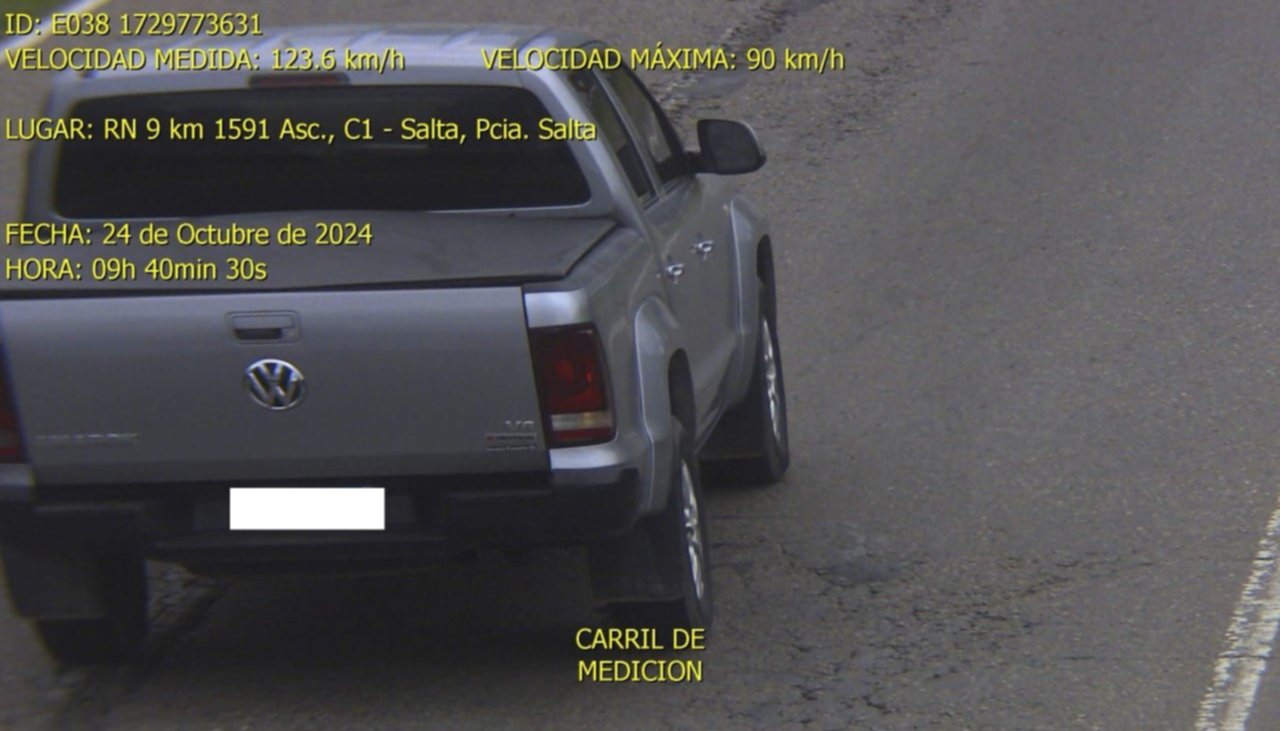 ID: E038 1729773631
VELOCIDAD MEDIDA: 123.6 km/h VELOCIDAD MÁXIMA: 90 km/h
LUGAR: RN 9 km 1591 Asc., C1 - Salta, Pcia. Salta
FECHA: 24 de Octubre de 2024
HORA: 09h 40min 30s
V6
CARRIL DE
MEDICION